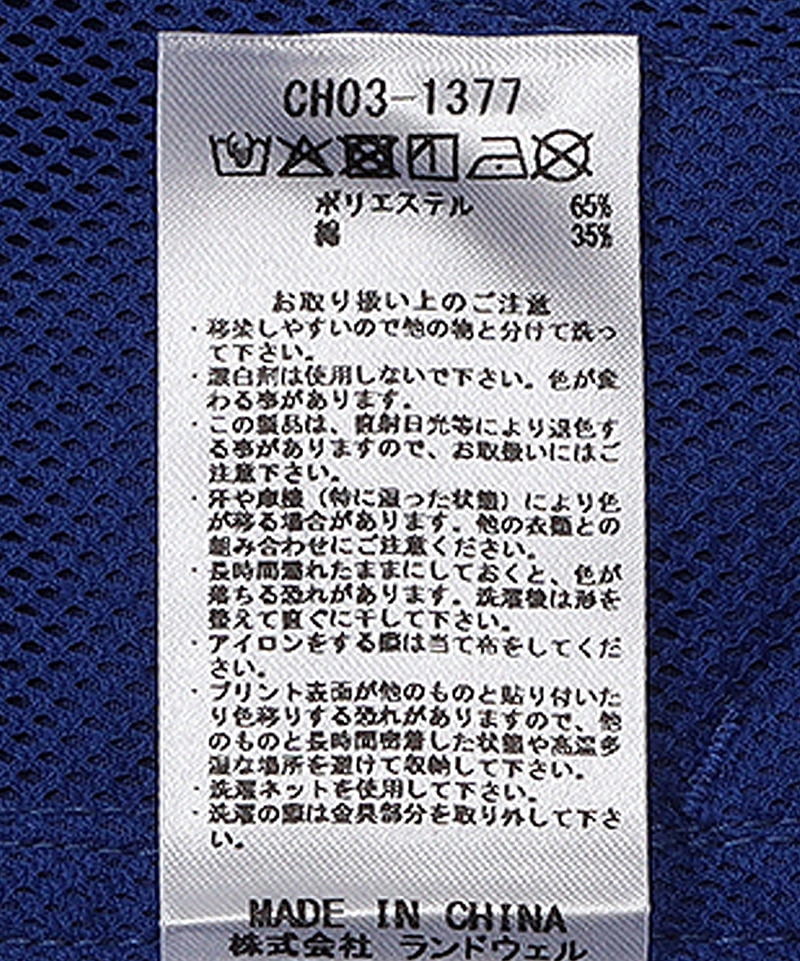 CH03-1377
ポリエステル 65%
綿 35%
お取り扱い上のご注意
・移染しやすいので他の物と分けて洗っ
て下さい。
・漂白剤は使用しないで下さい。色が変
わる事があります。
・この製品は、直射日光等により退色す
る事がありますので、お取扱いにはご
注意下さい。
・汗や摩擦（特に湿った状態）により色
が移る場合があります。他の衣類との
組み合わせにご注意ください。
・長時間濡れたままにしておくと、色が
落ちる恐れがあります。洗濯後は形を
整えて直ぐに干して下さい。
・アイロンをする際は当て布をしてくだ
さい。
・プリント表面が他のものと貼り付いた
り色移りする恐れがありますので、他
のものと長時間密着した状態や高温多
湿な場所を避けて収納して下さい。
・洗濯ネットを使用して下さい。
・洗濯の際は金具部分を取り外して下さ
い。
MADE IN CHINA
株式会社 ランドウェル